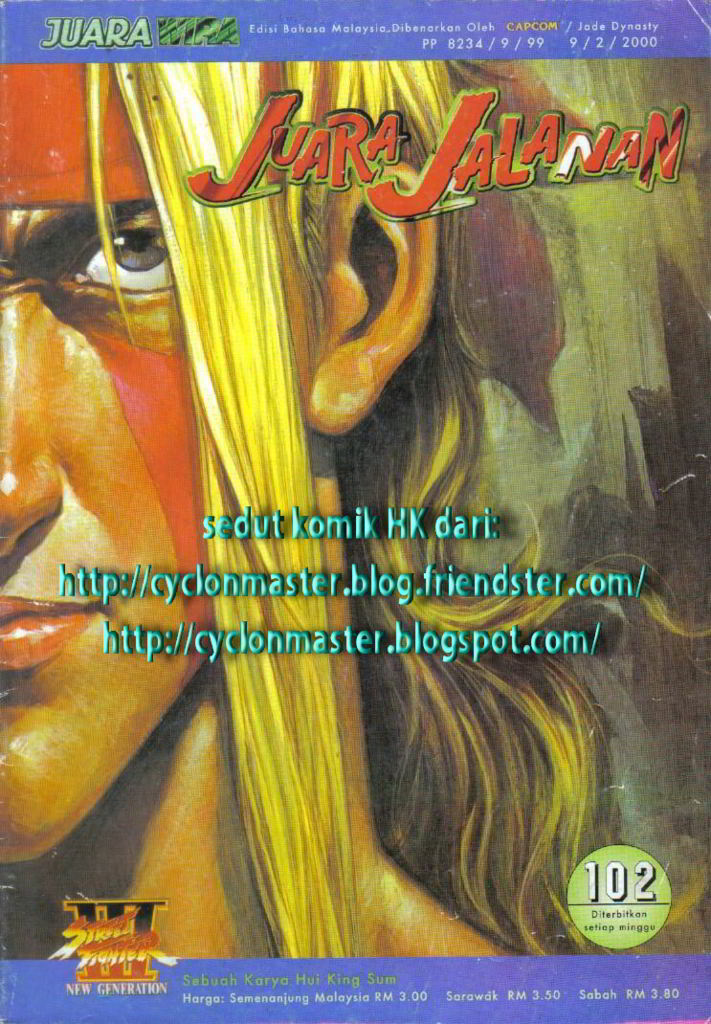 JUARA WIRA
Edisi Bahasa Malaysia Dibenarkan Oleh CAPCOM / Jade Dynasty
PP 8234 / 9 / 99 9 / 2 / 2000
JUARA JALANAN
sedut komik HK dari:
http://cyclonmaster.blog.friendster.com/
http://cyclonmaster.blogspot.com/
102
Diterbitkan
setiap minggu
III
STREET
FIGHTER
NEW GENERATION
Sebuah Karya Hui King Sum
Harga: Semenanjung Malaysia RM 3.00 Sarawak RM 3.50 Sabah RM 3.80